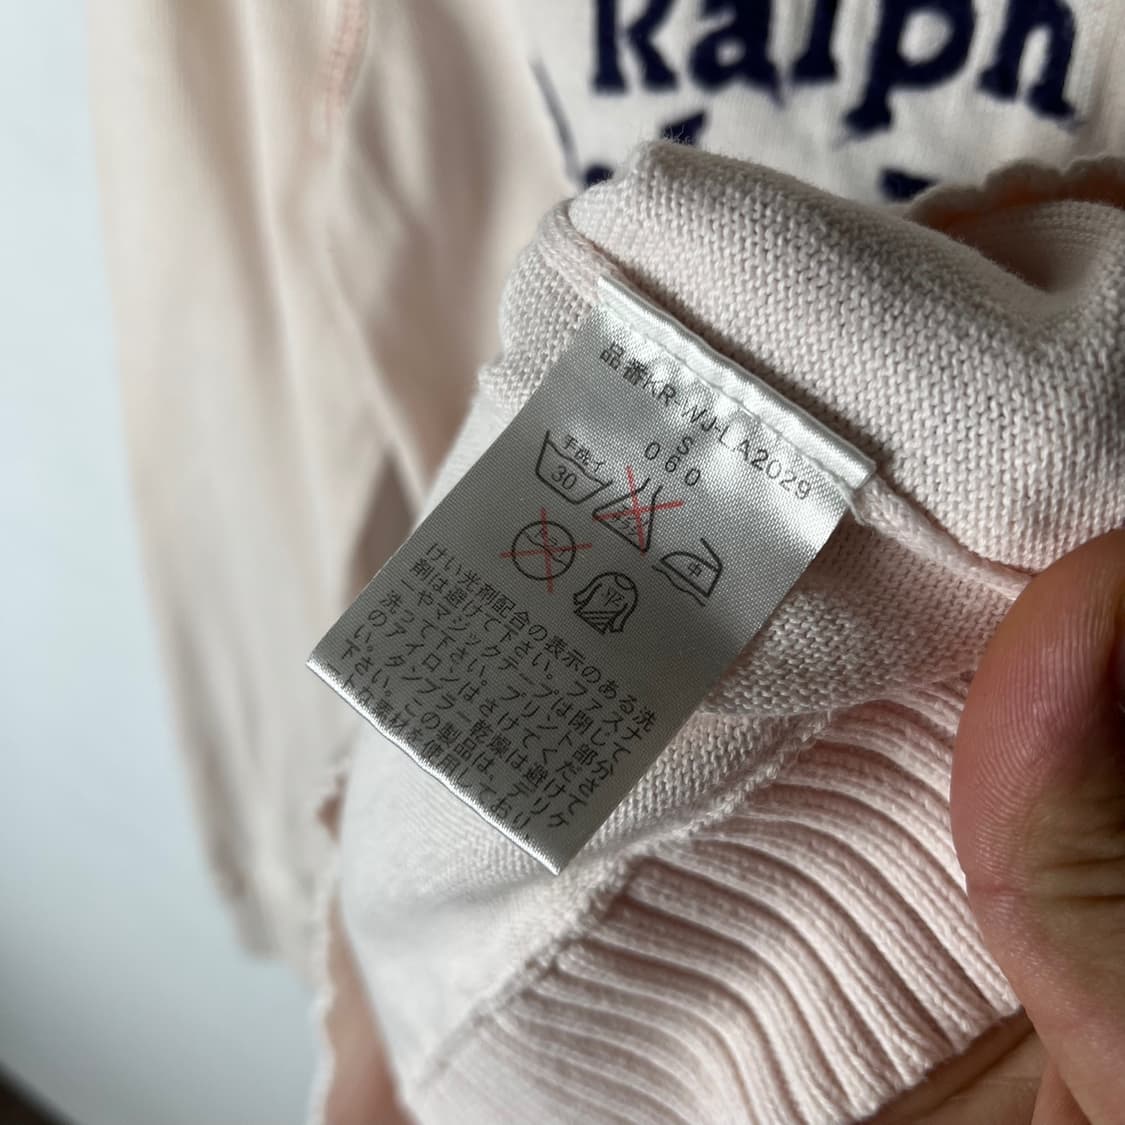 Ralph
品番KR-WJ-LA2029
S
060
手洗イ
30
中
けい光剤配合の表示のある洗
剤は避けて下さい。ファスナ
ーやマジックテープは閉じて
洗って下さい。プリント部分
のアイロンはさけてくださ
い。タンブラー乾燥は避けて
下さい。この製品は、デリケ
ート素材を使用しており